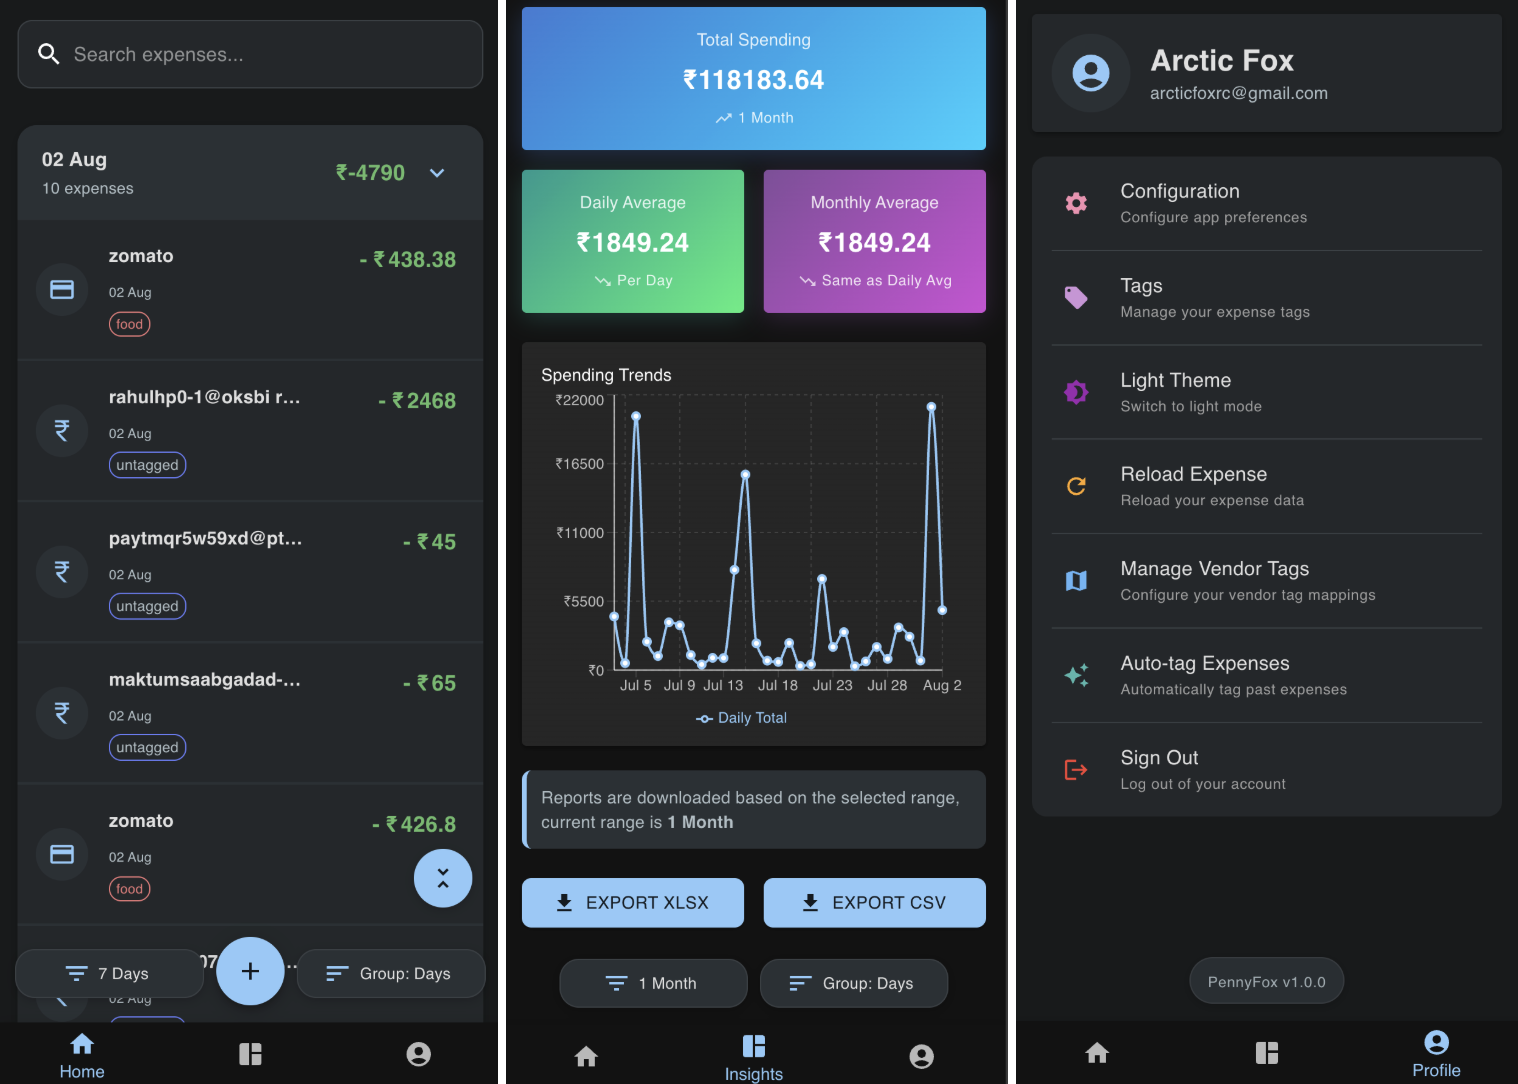 Search expenses...
02 Aug
10 expenses
₹-4790
zomato
- ₹438.38
02 Aug
food
rahulhp0-1@oksbi r...
- ₹2468
02 Aug
untagged
paytmqr5w59xd@pt...
- ₹45
02 Aug
untagged
maktumsaabgadad-...
- ₹65
02 Aug
untagged
zomato
- ₹426.8
02 Aug
food
07 ...
02 Aug
7 Days
+
Group: Days
Home
Total Spending
₹118183.64
1 Month
Daily Average
₹1849.24
Per Day
Monthly Average
₹1849.24
Same as Daily Avg
Spending Trends
₹22000
₹16500
₹11000
₹5500
₹0
Jul 5 Jul 9 Jul 13 Jul 18 Jul 23 Jul 28 Aug 2
Daily Total
Reports are downloaded based on the selected range,
current range is 1 Month
EXPORT XLSX
EXPORT CSV
1 Month
Group: Days
Insights
Arctic Fox
arcticfoxrc@gmail.com
Configuration
Configure app preferences
Tags
Manage your expense tags
Light Theme
Switch to light mode
Reload Expense
Reload your expense data
Manage Vendor Tags
Configure your vendor tag mappings
Auto-tag Expenses
Automatically tag past expenses
Sign Out
Log out of your account
PennyFox v1.0.0
Profile